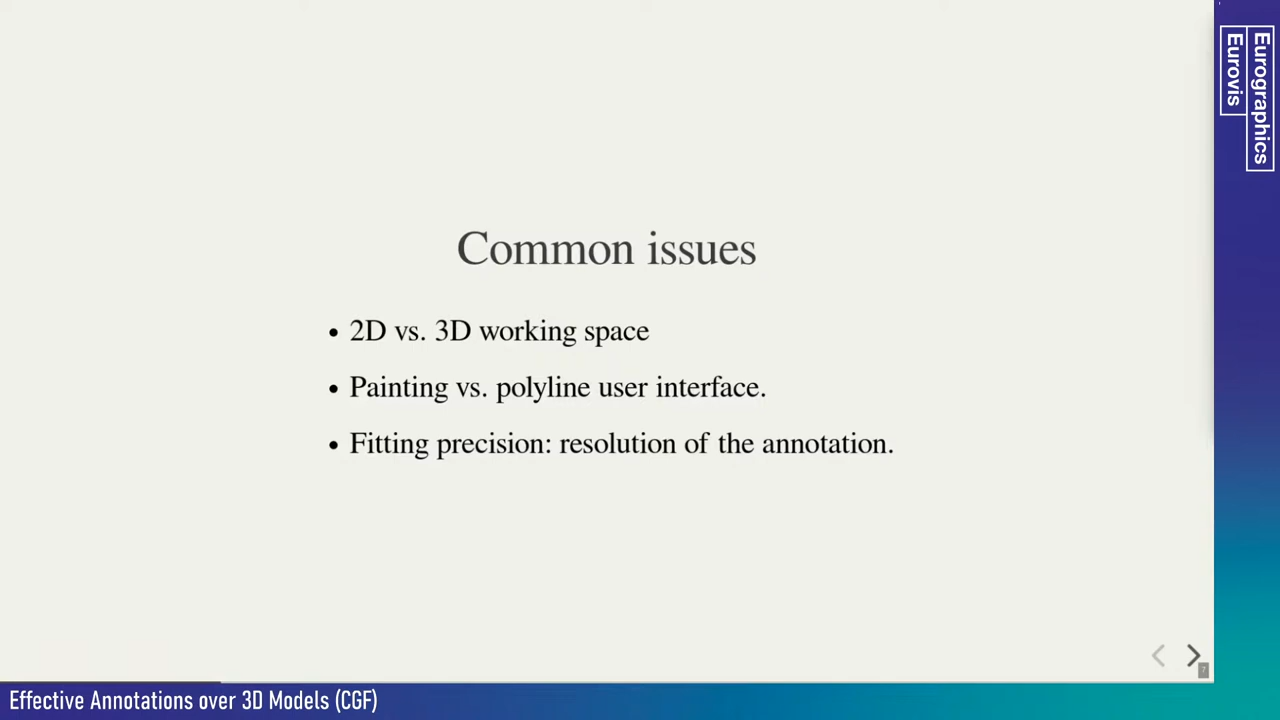 Common issues
• 2D vs. 3D working space
• Painting vs. polyline user interface.
• Fitting precision: resolution of the annotation.
7
Effective Annotations over 3D Models (CGF)
Eurographics
Eurovis